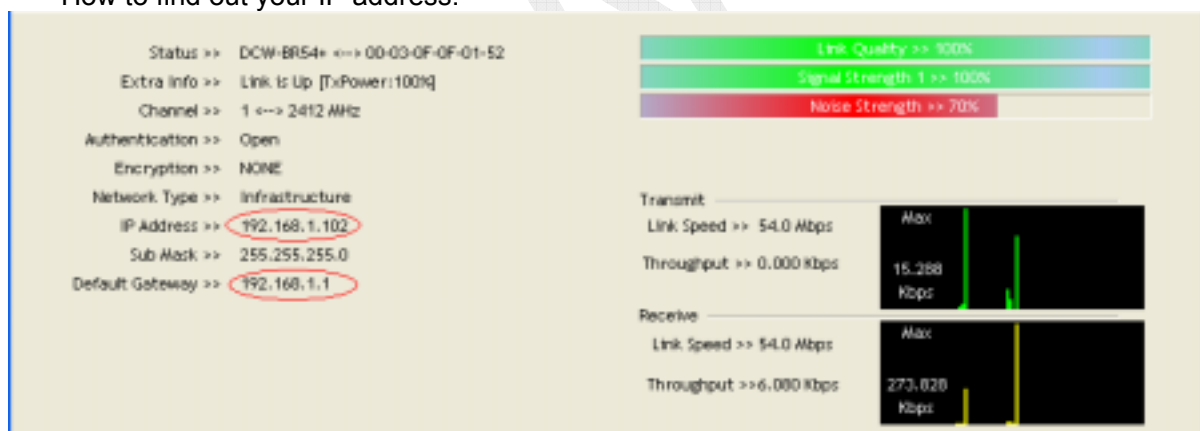 How to find out your IP address:
Status >> DCW-BR54+ <--> 00-03-0F-0F-01-52
Extra Info >> Link is Up [TxPower:100%]
Channel >> 1 <--> 2412 MHz
Authentication >> Open
Encryption >> NONE
Network Type >> Infrastructure
IP Address >> 192.168.1.102
Sub Mask >> 255.255.255.0
Default Gateway >> 192.168.1.1
Link Quality >> 100%
Signal Strength 1 >> 100%
Noise Strength >> 70%
Transmit
Link Speed >> 54.0 Mbps
Throughput >> 0.000 Kbps
Max
15.288
Kbps
Receive
Link Speed >> 54.0 Mbps
Throughput >>6.080 Kbps
Max
273.828
Kbps